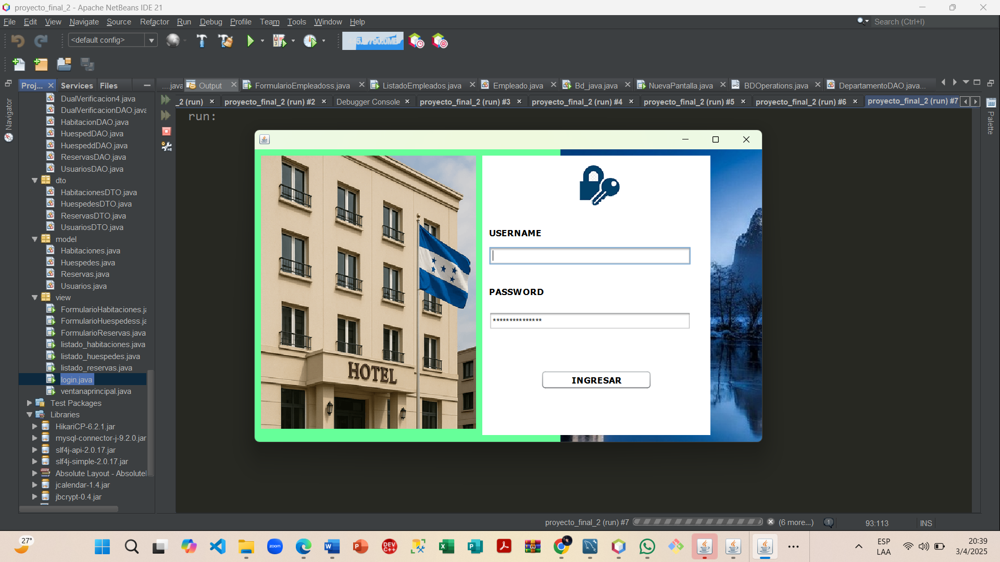 proyecto_final_2 - Apache NetBeans IDE 21
File Edit View Navigate Source Refactor Run Debug Profile Team Tools Window Help
Search (Ctrl+I)
<default config>
Proj... Services Files
....java Output FormularioEmpleadoss.java ListadoEmpleados.java Empleado.java Bd_java.java NuevaPantalla.java BDOperations.java DepartamentoDAO.java...
_2 (run) proyecto_final_2 (run) #2 Debugger Console proyecto_final_2 (run) #3 proyecto_final_2 (run) #4 proyecto_final_2 (run) #5 proyecto_final_2 (run) #6 proyecto_final_2 (run) #7
Navigator
Palette
run:
DualVerificacion4.java
DualVerificacionDAO.java
HabitacionDAO.java
HuespedDAO.java
HuespeddDAO.java
ReservasDAO.java
UsuariosDAO.java
dto
HabitacionesDTO.java
HuespedesDTO.java
ReservasDTO.java
UsuariosDTO.java
model
Habitaciones.java
Huespedes.java
Reservas.java
Usuarios.java
view
FormularioHabitaciones.ja
FormularioHuespedess.ja
FormularioReservas.java
listado_habitaciones.java
listado_huespedes.java
listado_reservas.java
login.java
ventanaprincipal.java
Test Packages
Libraries
HikariCP-6.2.1.jar
mysql-connector-j-9.2.0.jar
slf4j-api-2.0.17.jar
slf4j-simple-2.0.17.jar
Absolute Layout - Absolutel
jcalendar-1.4.jar
jbcrypt-0.4.jar
HOTEL
USERNAME
PASSWORD
***************
INGRESAR
proyecto_final_2 (run) #7 (6 more...) 1 93:113 INS
27°
zoom
DEV C++
ESP
LAA
20:39
3/4/2025